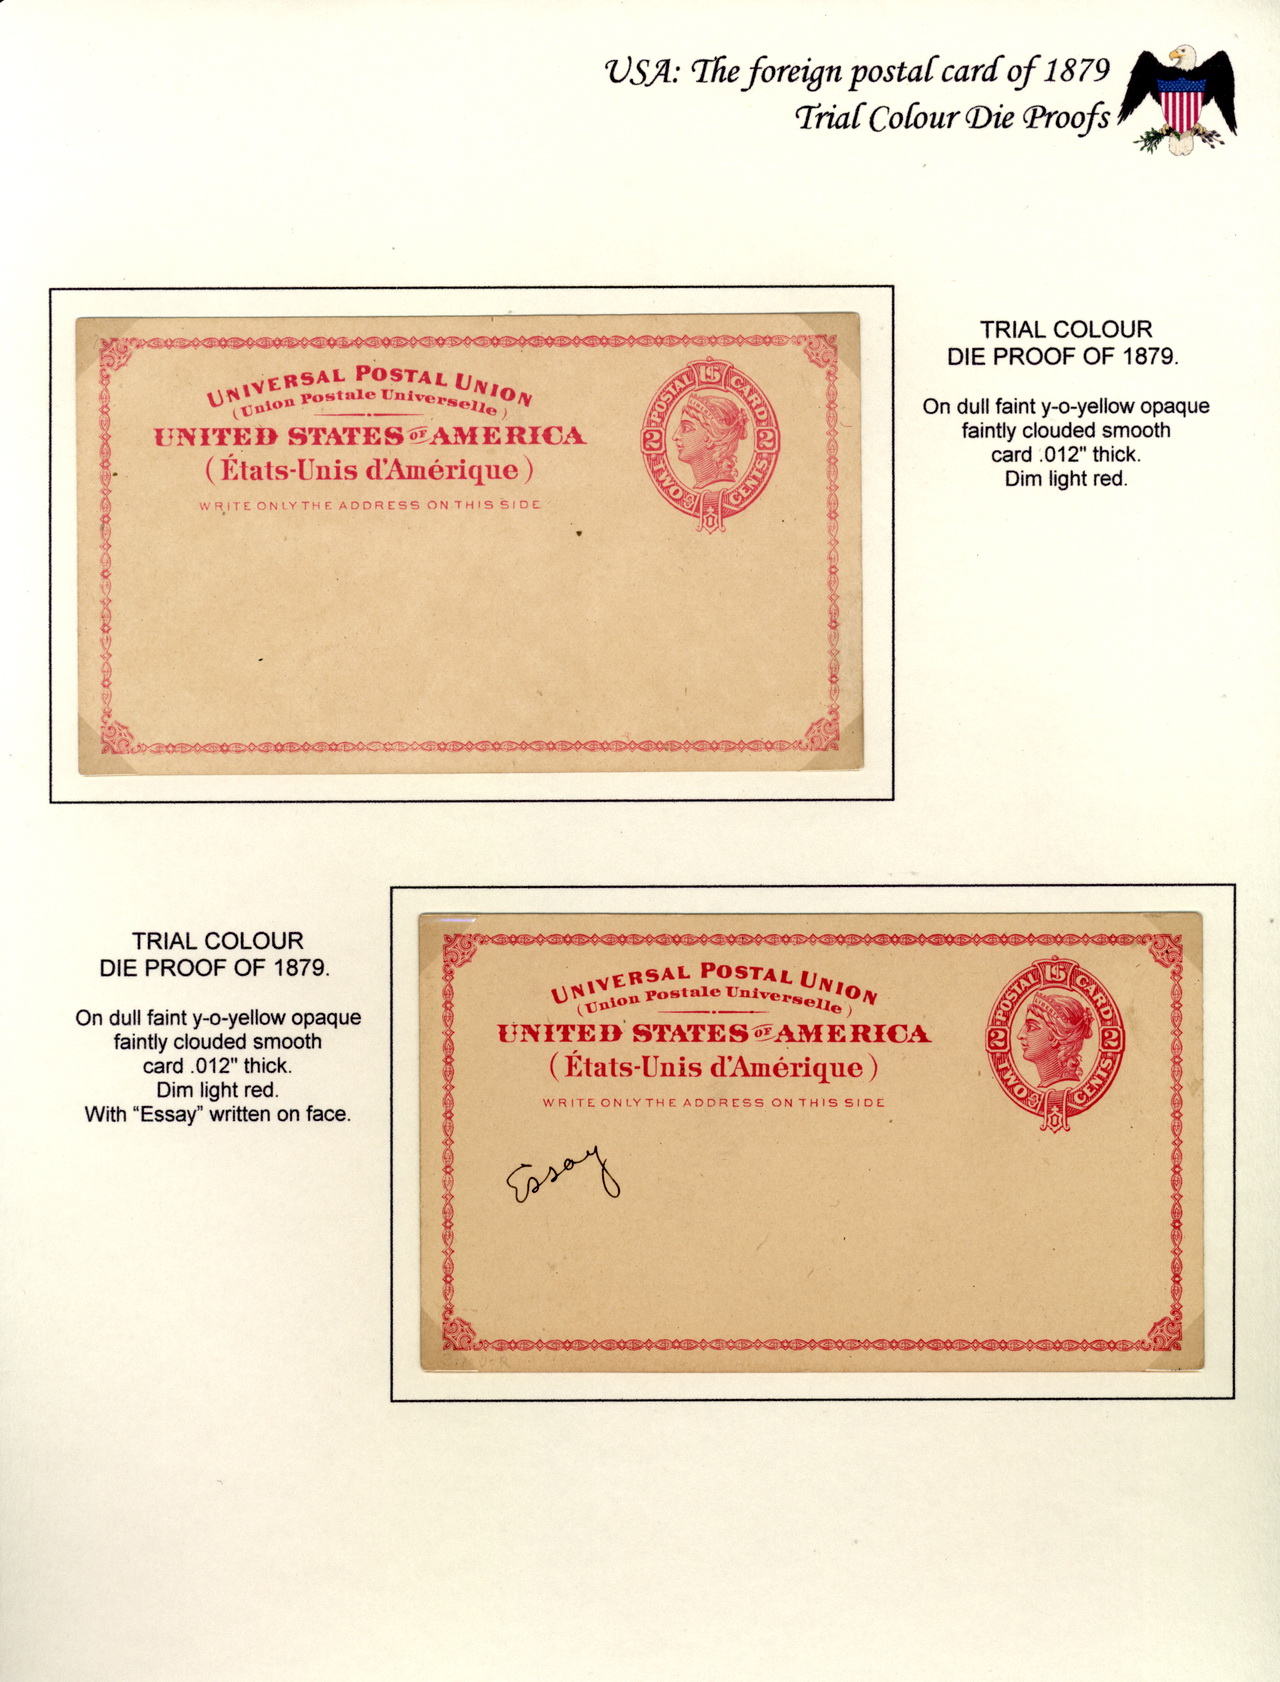 USA: The foreign postal card of 1879
Trial Colour Die Proofs
UNIVERSAL POSTAL UNION
(Union Postale Universelle)
UNITED STATES OF AMERICA
(États-Unis d'Amérique)
WRITE ONLY THE ADDRESS ON THIS SIDE
POSTAL 1S CARD
LIBERTY
2 2
TWO CENTS
TRIAL COLOUR
DIE PROOF OF 1879.
On dull faint y-o-yellow opaque
faintly clouded smooth
card .012" thick.
Dim light red.
TRIAL COLOUR
DIE PROOF OF 1879.
On dull faint y-o-yellow opaque
faintly clouded smooth
card .012" thick.
Dim light red.
With “Essay” written on face.
UNIVERSAL POSTAL UNION
(Union Postale Universelle)
UNITED STATES OF AMERICA
(États-Unis d'Amérique)
WRITE ONLY THE ADDRESS ON THIS SIDE
POSTAL 1S CARD
LIBERTY
2 2
TWO CENTS
Essay